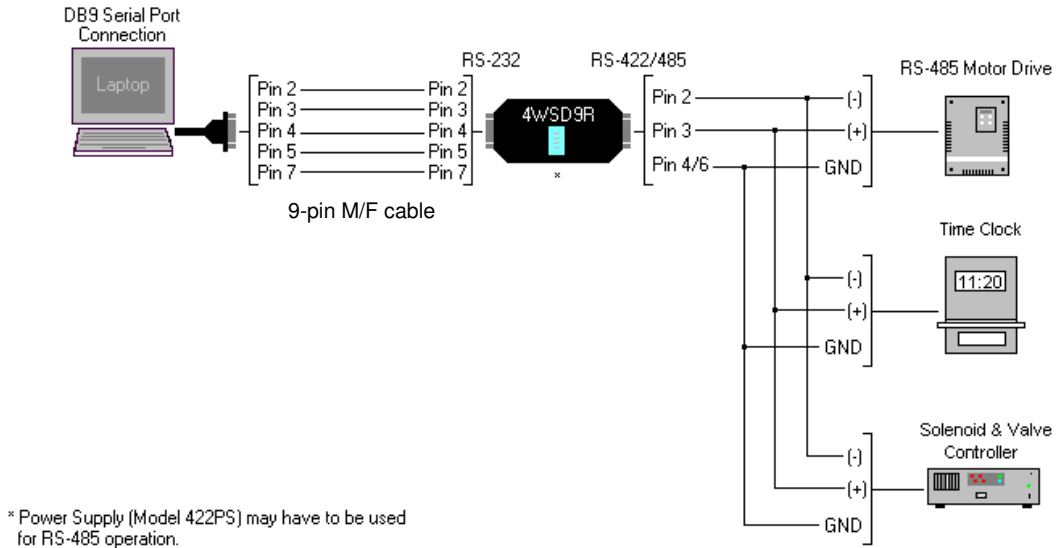 DB9 Serial Port
Connection
Laptop
Pin 2 Pin 2
Pin 3 Pin 3
Pin 4 Pin 4
Pin 5 Pin 5
Pin 7 Pin 7
9-pin M/F cable
RS-232
4WSD9R
*
RS-422/485
Pin 2
Pin 3
Pin 4/6
(-)
(+)
GND
RS-485 Motor Drive
(-)
(+)
GND
Time Clock
11:20
(-)
(+)
GND
Solenoid & Valve
Controller
* Power Supply (Model 422PS) may have to be used
for RS-485 operation.